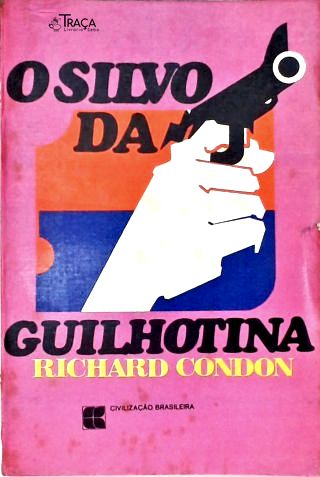 TRAÇA
Livraria e Sebo
O SILVO
DA
GUILHOTINA
RICHARD CONDON
CIVILIZAÇÃO BRASILEIRA